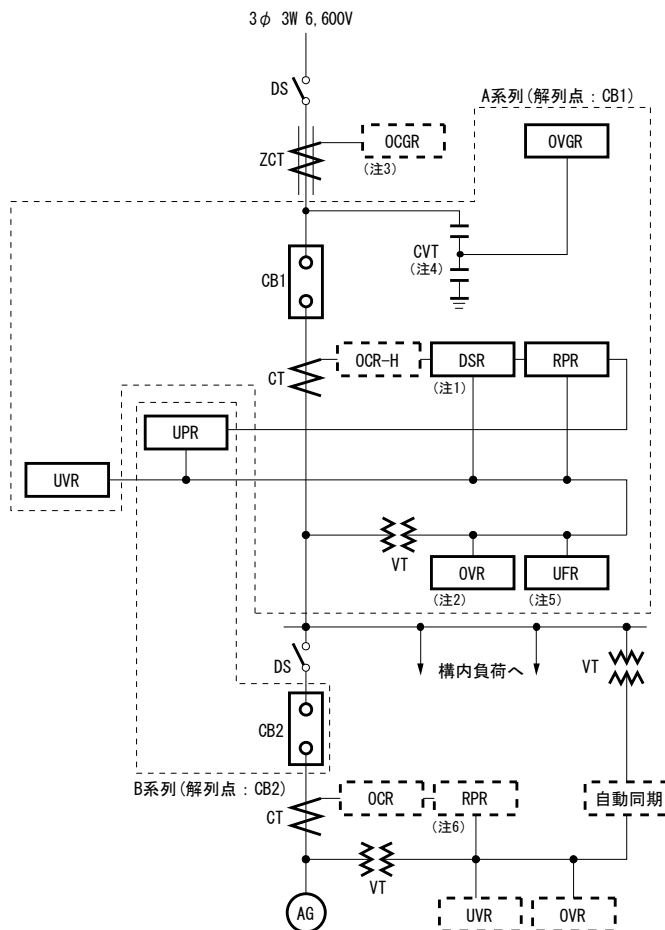 3φ 3W 6,600V
DS
A系列(解列点：CB1)
OCGR
OVGR
ZCT
(注3)
CVT
(注4)
CB1
OCR-H
DSR
RPR
CT
(注1)
UPR
UVR
VT
OVR
UFR
(注2)
(注5)
DS
構内負荷へ
VT
CB2
B系列(解列点：CB2)
OCR
RPR
自動同期
CT
(注6)
VT
AG
UVR
OVR